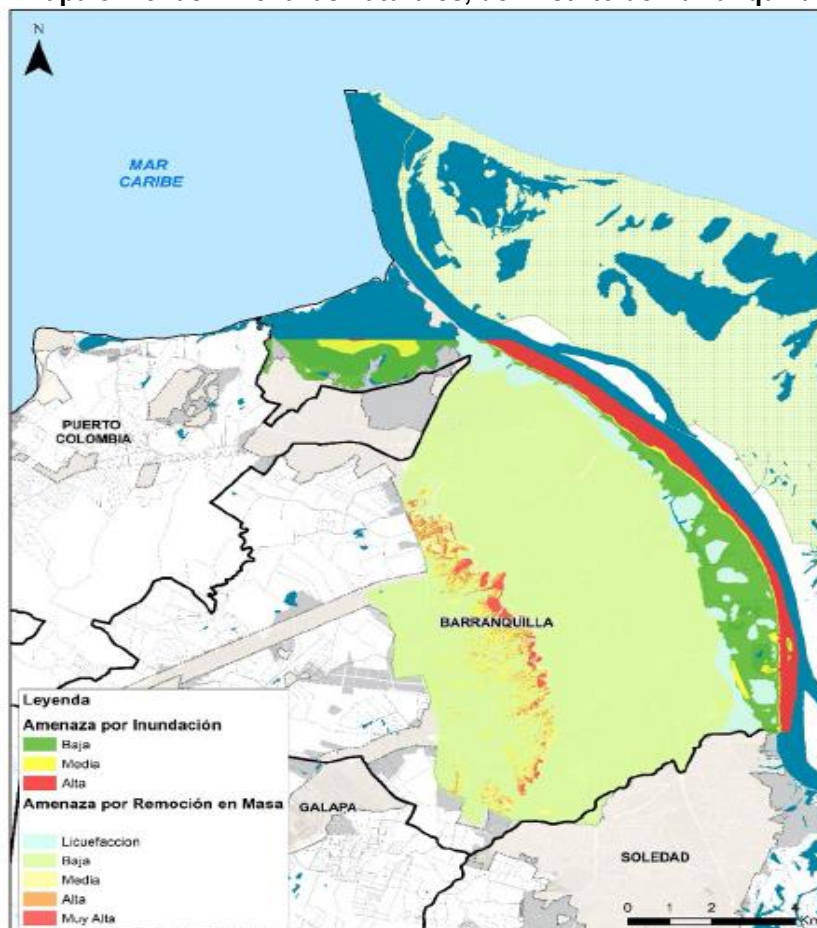 N
MAR
CARIBE
PUERTO
COLOMBIA
BARRANQUILLA
GALAPA
SOLEDAD
Leyenda
Amenaza por Inundación
Baja
Media
Alta
Amenaza por Remoción en Masa
Licuefaccion
Baja
Media
Alta
Muy Alta
0 1 2 4
Km